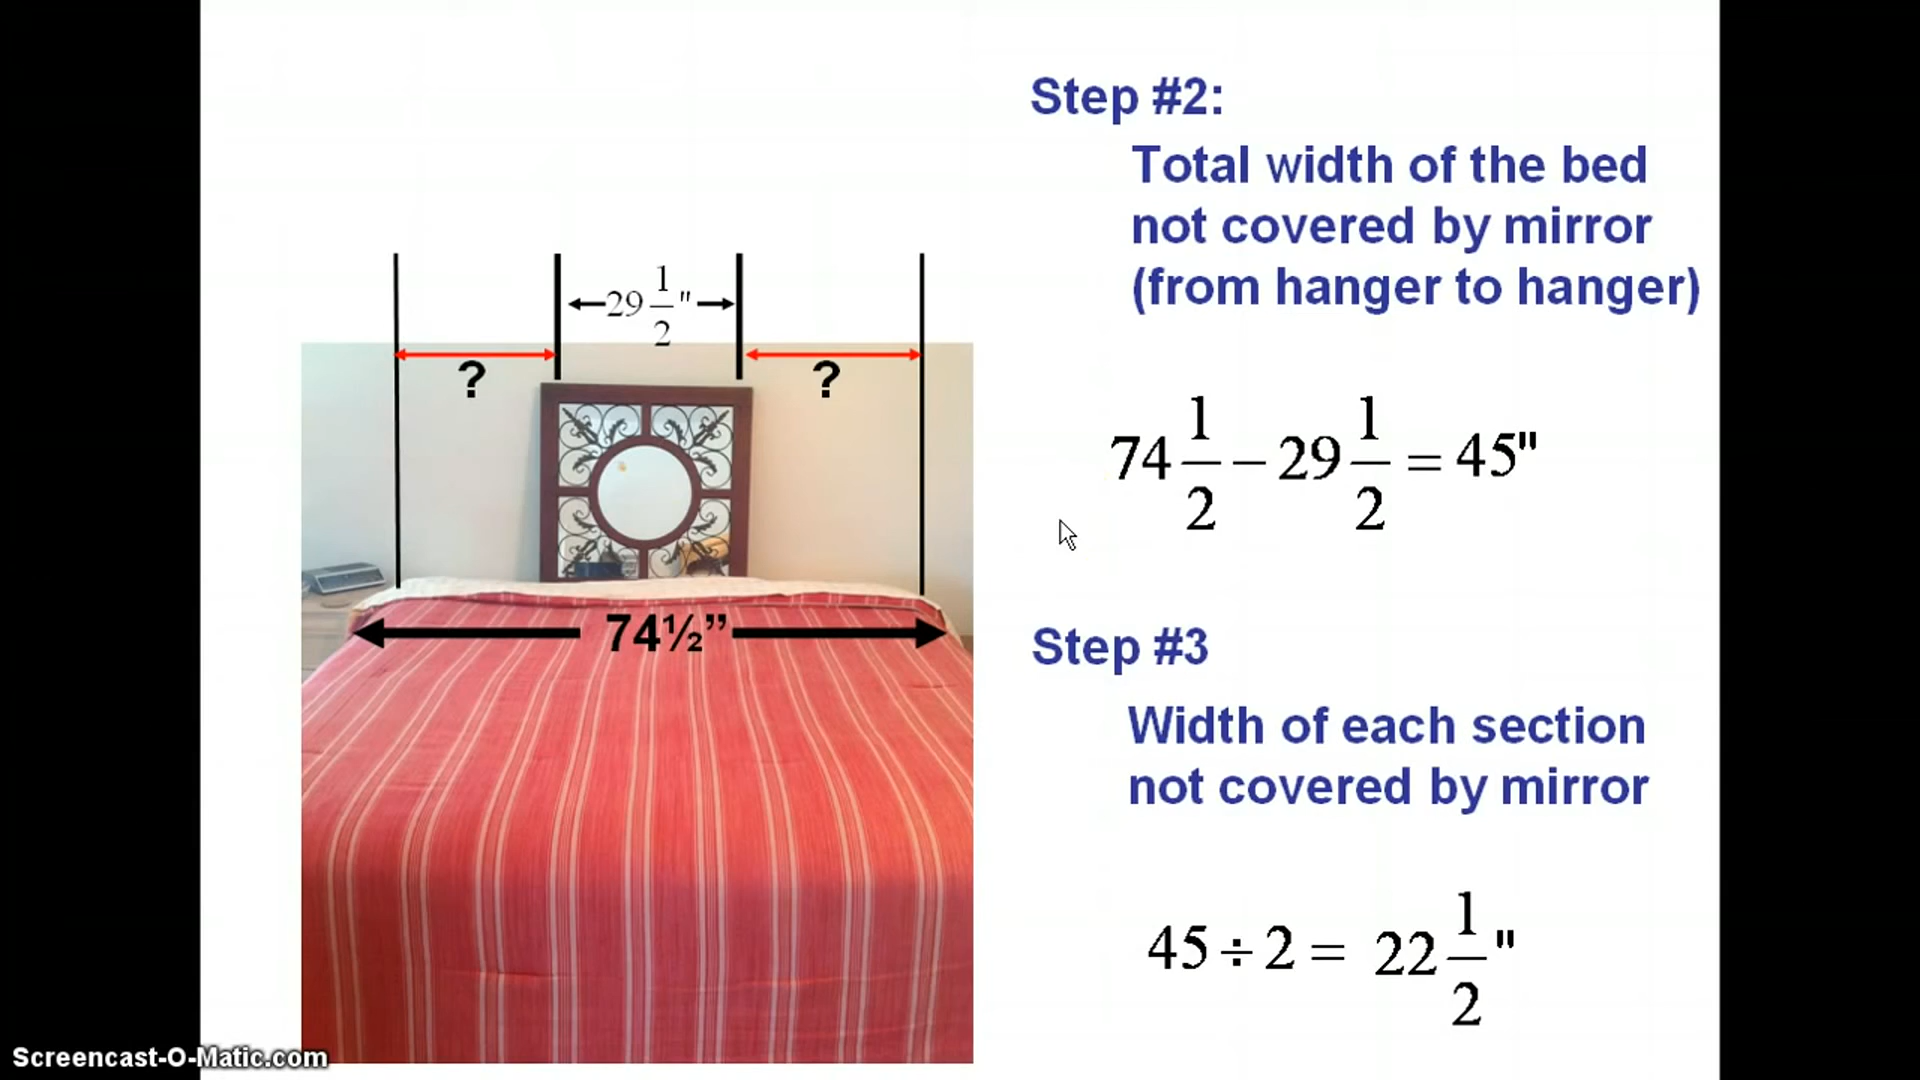 Step #2:
Total width of the bed
not covered by mirror
(from hanger to hanger)
29 1/2"
?
?
74 1/2 − 29 1/2 = 45"
74½”
Step #3
Width of each section
not covered by mirror
45 ÷ 2 = 22 1/2"
Screencast-O-Matic.com